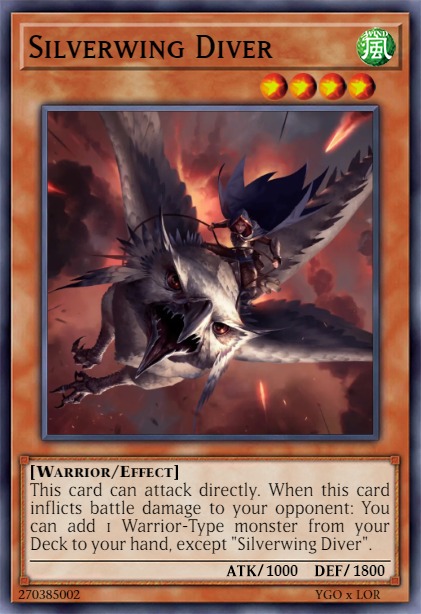 Silverwing Diver
WIND
風
[Warrior/Effect]
This card can attack directly. When this card
inflicts battle damage to your opponent: You
can add 1 Warrior-Type monster from your
Deck to your hand, except "Silverwing Diver".
ATK/1000 DEF/1800
270385002 YGO x LOR